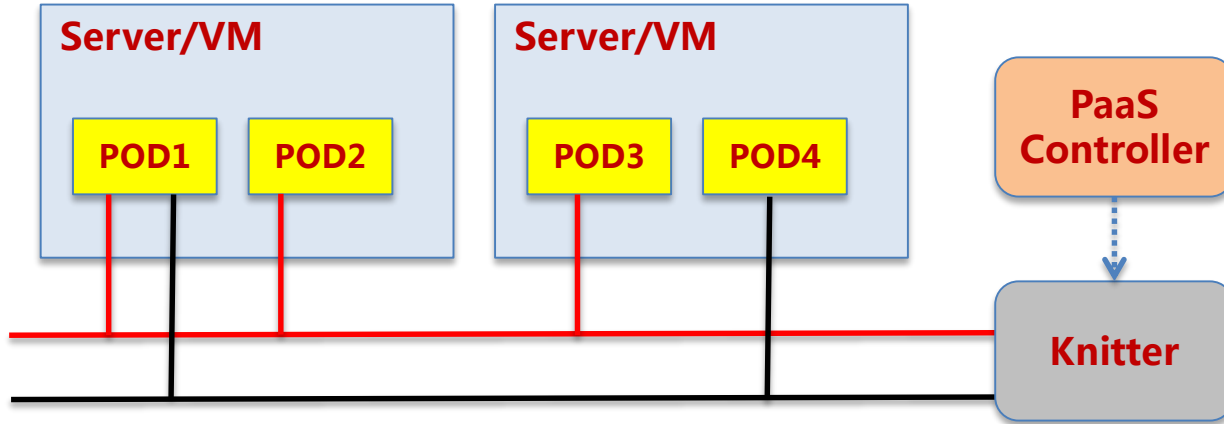 Server/VM
Server/VM
POD1
POD2
POD3
POD4
PaaS
Controller
Knitter